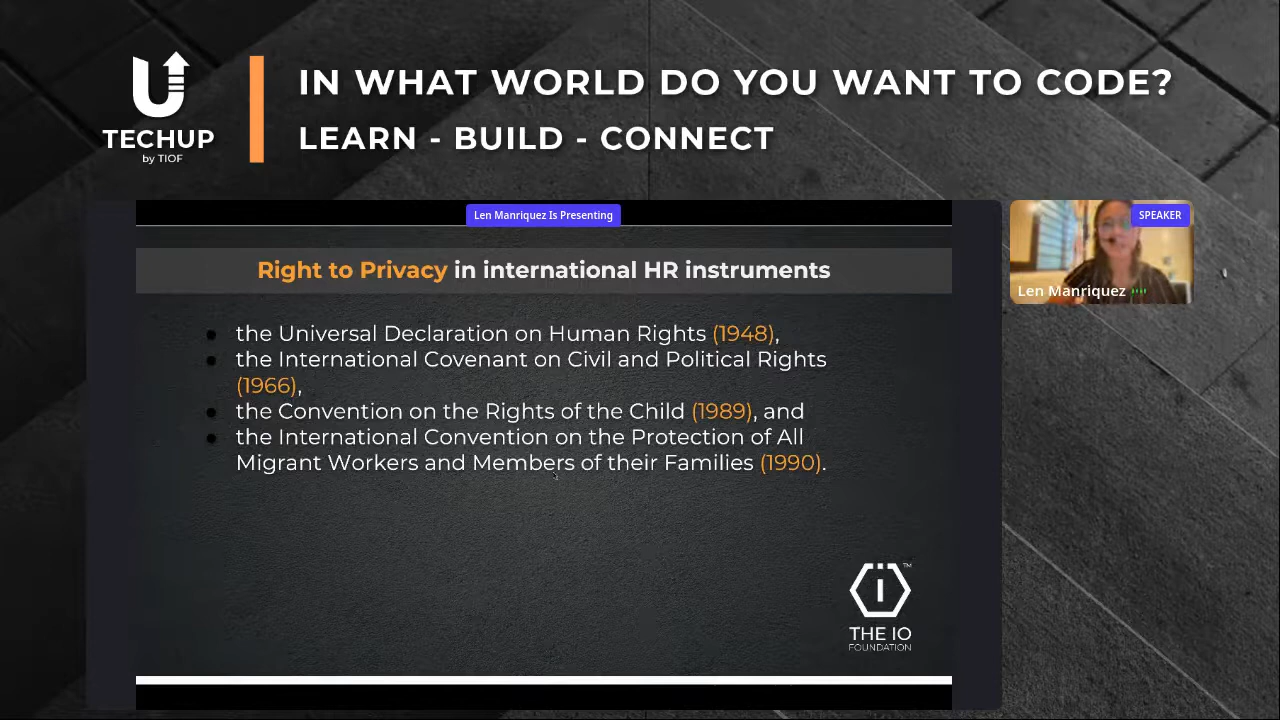 IN WHAT WORLD DO YOU WANT TO CODE?
LEARN - BUILD - CONNECT
TECHUP
by TIOF
Len Manriquez Is Presenting
SPEAKER
Len Manriquez
Right to Privacy in international HR instruments
the Universal Declaration on Human Rights (1948),
the International Covenant on Civil and Political Rights
(1966),
the Convention on the Rights of the Child (1989), and
the International Convention on the Protection of All
Migrant Workers and Members of their Families (1990).
TM
THE IO
FOUNDATION